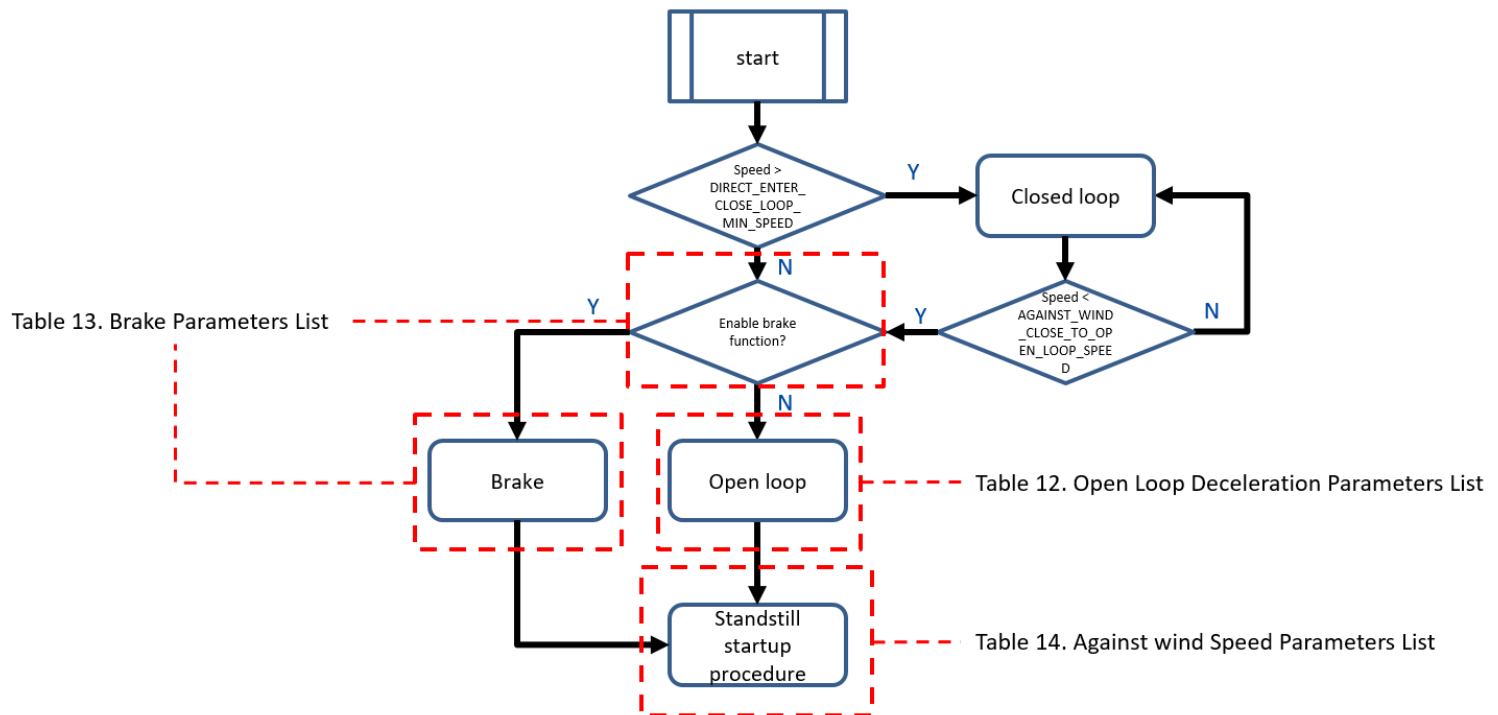 start
Speed >
DIRECT_ENTER_
CLOSE_LOOP_
MIN_SPEED
Y
Closed loop
N
Speed <
AGAINST_WIND
_CLOSE_TO_OP
EN_LOOP_SPEE
D
Y
N
Enable brake
function?
Y
Table 13. Brake Parameters List
N
Brake
Open loop
Table 12. Open Loop Deceleration Parameters List
Standstill
startup
procedure
Table 14. Against wind Speed Parameters List